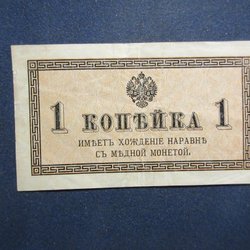 1 КОПѢЙКА 1
ИМѢЕТЪ ХОЖДЕНІЕ НАРАВНѢ
СЪ МѢДНОЙ МОНЕТОЙ.